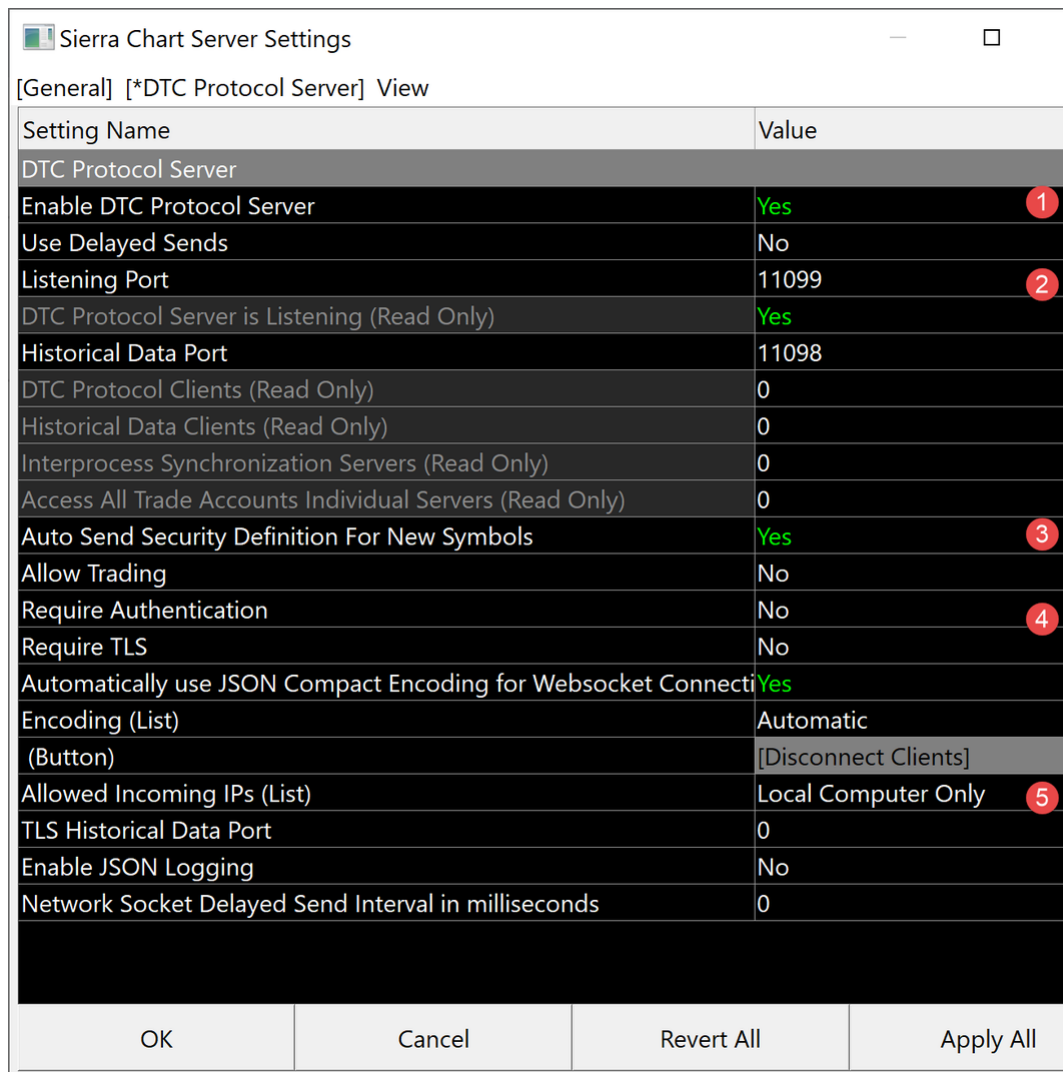 Sierra Chart Server Settings
[General] [*DTC Protocol Server] View
Setting Name Value
DTC Protocol Server
Enable DTC Protocol Server Yes 1
Use Delayed Sends No
Listening Port 11099 2
DTC Protocol Server is Listening (Read Only) Yes
Historical Data Port 11098
DTC Protocol Clients (Read Only) 0
Historical Data Clients (Read Only) 0
Interprocess Synchronization Servers (Read Only) 0
Access All Trade Accounts Individual Servers (Read Only) 0
Auto Send Security Definition For New Symbols Yes 3
Allow Trading No
Require Authentication No 4
Require TLS No
Automatically use JSON Compact Encoding for Websocket Connecti Yes
Encoding (List) Automatic
(Button) [Disconnect Clients]
Allowed Incoming IPs (List) Local Computer Only 5
TLS Historical Data Port 0
Enable JSON Logging No
Network Socket Delayed Send Interval in milliseconds 0
OK Cancel Revert All Apply All